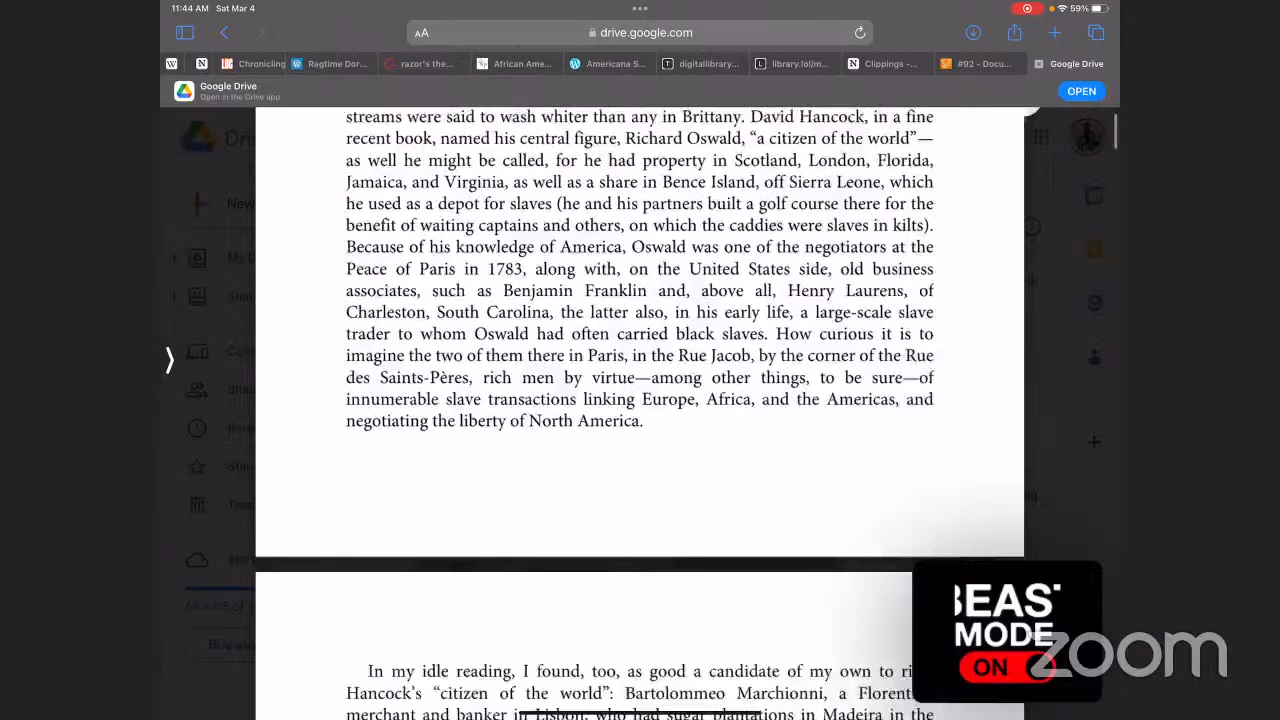 11:44 AM Sat Mar 4
59%
AA drive.google.com
Chronicling
Ragtime Dor...
razor's the...
African Ame...
Americana S...
digitallibrary...
library.lol/m...
Clippings -...
#92 - Docu...
Google Drive
Google Drive
Open in the Drive app
OPEN
streams were said to wash whiter than any in Brittany. David Hancock, in a fine
recent book, named his central figure, Richard Oswald, “a citizen of the world”—
as well he might be called, for he had property in Scotland, London, Florida,
Jamaica, and Virginia, as well as a share in Bence Island, off Sierra Leone, which
he used as a depot for slaves (he and his partners built a golf course there for the
benefit of waiting captains and others, on which the caddies were slaves in kilts).
Because of his knowledge of America, Oswald was one of the negotiators at the
Peace of Paris in 1783, along with, on the United States side, old business
associates, such as Benjamin Franklin and, above all, Henry Laurens, of
Charleston, South Carolina, the latter also, in his early life, a large-scale slave
trader to whom Oswald had often carried black slaves. How curious it is to
imagine the two of them there in Paris, in the Rue Jacob, by the corner of the Rue
des Saints-Pères, rich men by virtue—among other things, to be sure—of
innumerable slave transactions linking Europe, Africa, and the Americas, and
negotiating the liberty of North America.
In my idle reading, I found, too, as good a candidate of my own to
Hancock’s “citizen of the world”: Bartolommeo Marchionni, a
merchant and banker in Lisbon, who had sugar plantations in Madeira in the
BEAST
MODE
ON
zoom